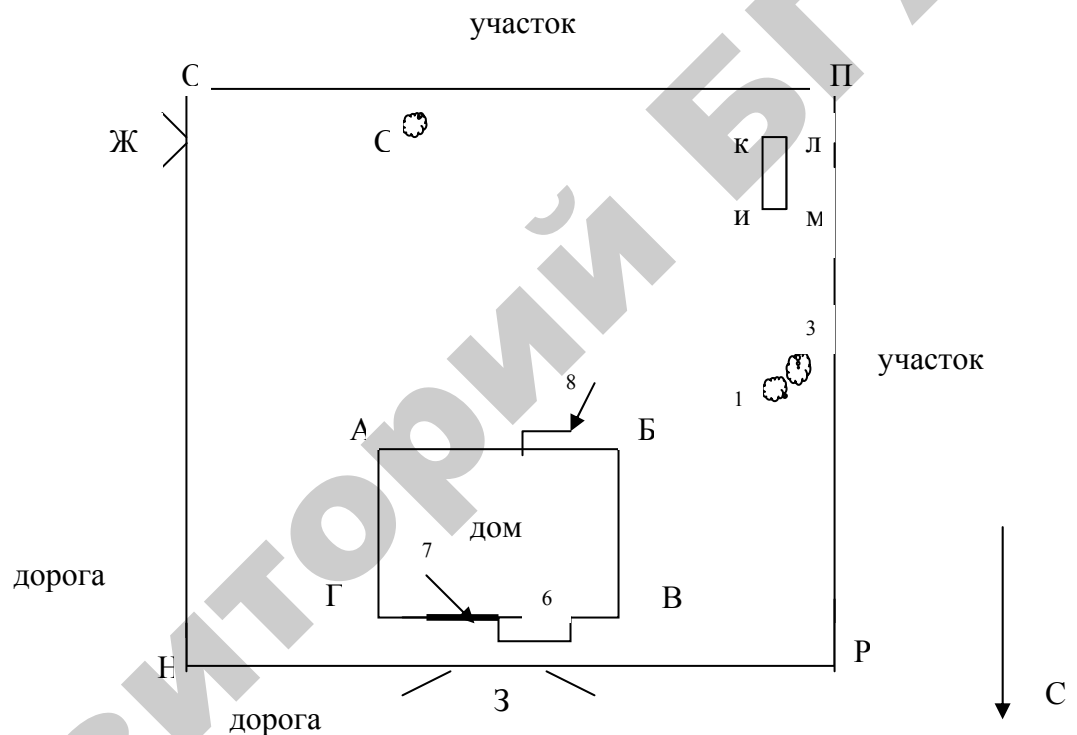 участок
С П
Ж С к л
и м
3
участок
8
1
А Б
дом
7
дорога
Г 6 В
Н Р
З С
дорога